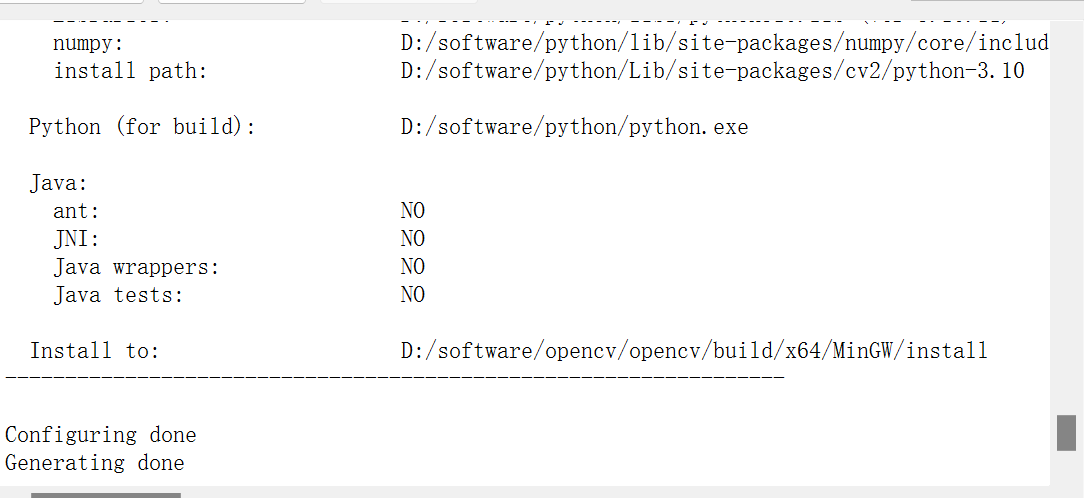 numpy: D:/software/python/lib/site-packages/numpy/core/includ
install path: D:/software/python/Lib/site-packages/cv2/python-3.10
Python (for build): D:/software/python/python.exe
Java:
ant: NO
JNI: NO
Java wrappers: NO
Java tests: NO
Install to: D:/software/opencv/opencv/build/x64/MinGW/install
-----------------------------------------------------------------
Configuring done
Generating done